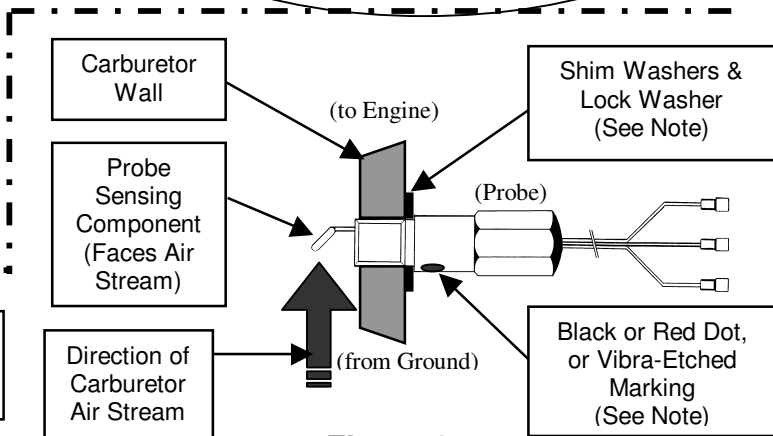 Carburetor
Wall
(to Engine)
Shim Washers &
Lock Washer
(See Note)
Probe
Sensing
Component
(Faces Air
Stream)
(Probe)
Direction of
Carburetor
Air Stream
(from Ground)
Black or Red Dot,
or Vibra-Etched
Marking
(See Note)